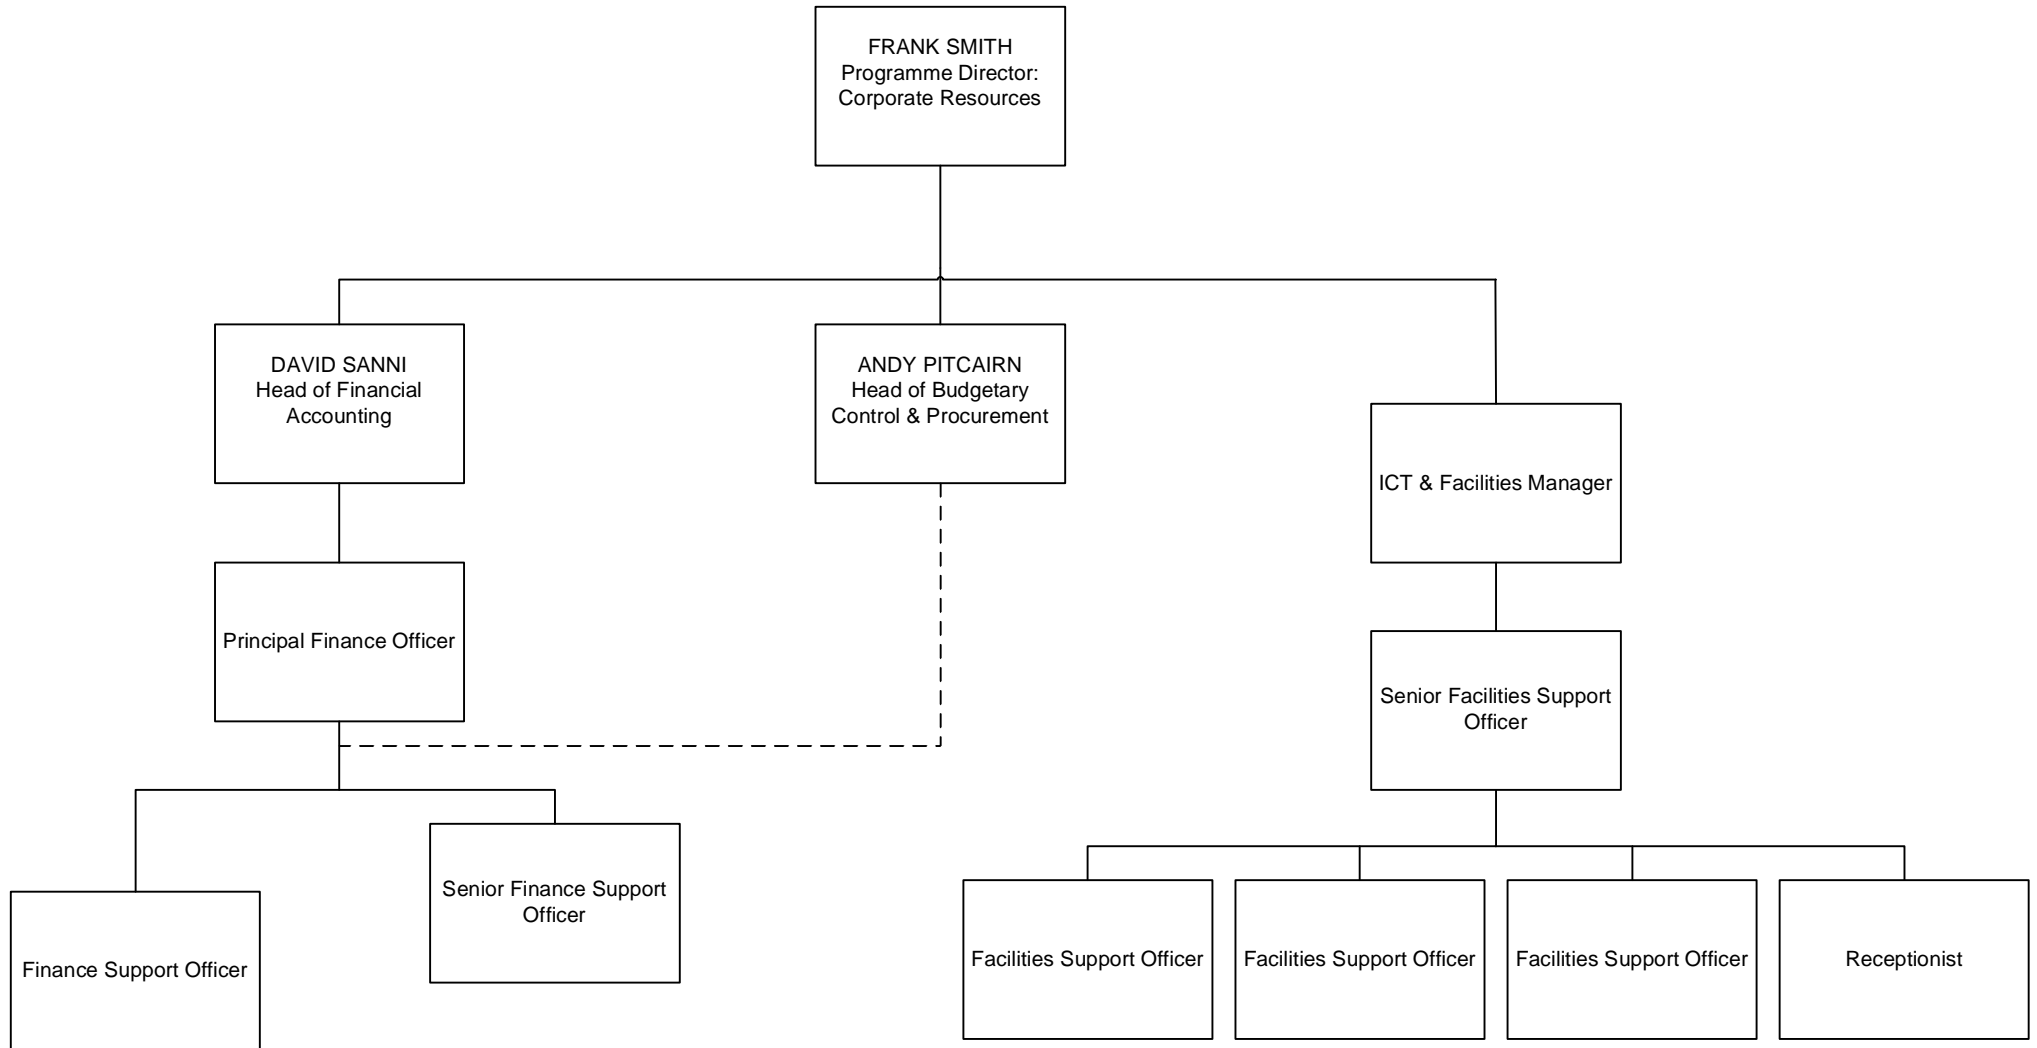 FRANK SMITH
Programme Director:
Corporate Resources
DAVID SANNI
Head of Financial
Accounting
ANDY PITCAIRN
Head of Budgetary
Control & Procurement
ICT & Facilities Manager
Principal Finance Officer
Senior Facilities Support
Officer
Senior Finance Support
Officer
Finance Support Officer
Facilities Support Officer
Facilities Support Officer
Facilities Support Officer
Receptionist